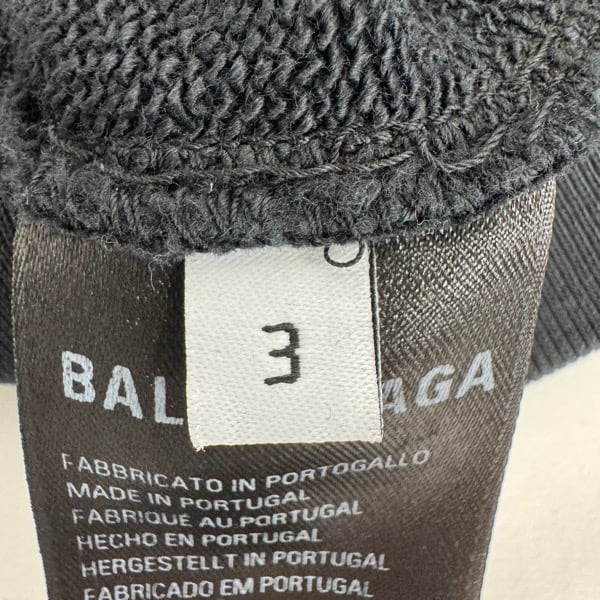 3
BAL AGA
FABBRICATO IN PORTOGALLO
MADE IN PORTUGAL
FABRIQUÉ AU PORTUGAL
HECHO EN PORTUGAL
HERGESTELLT IN PORTUGAL
FABRICADO EM PORTUGAL